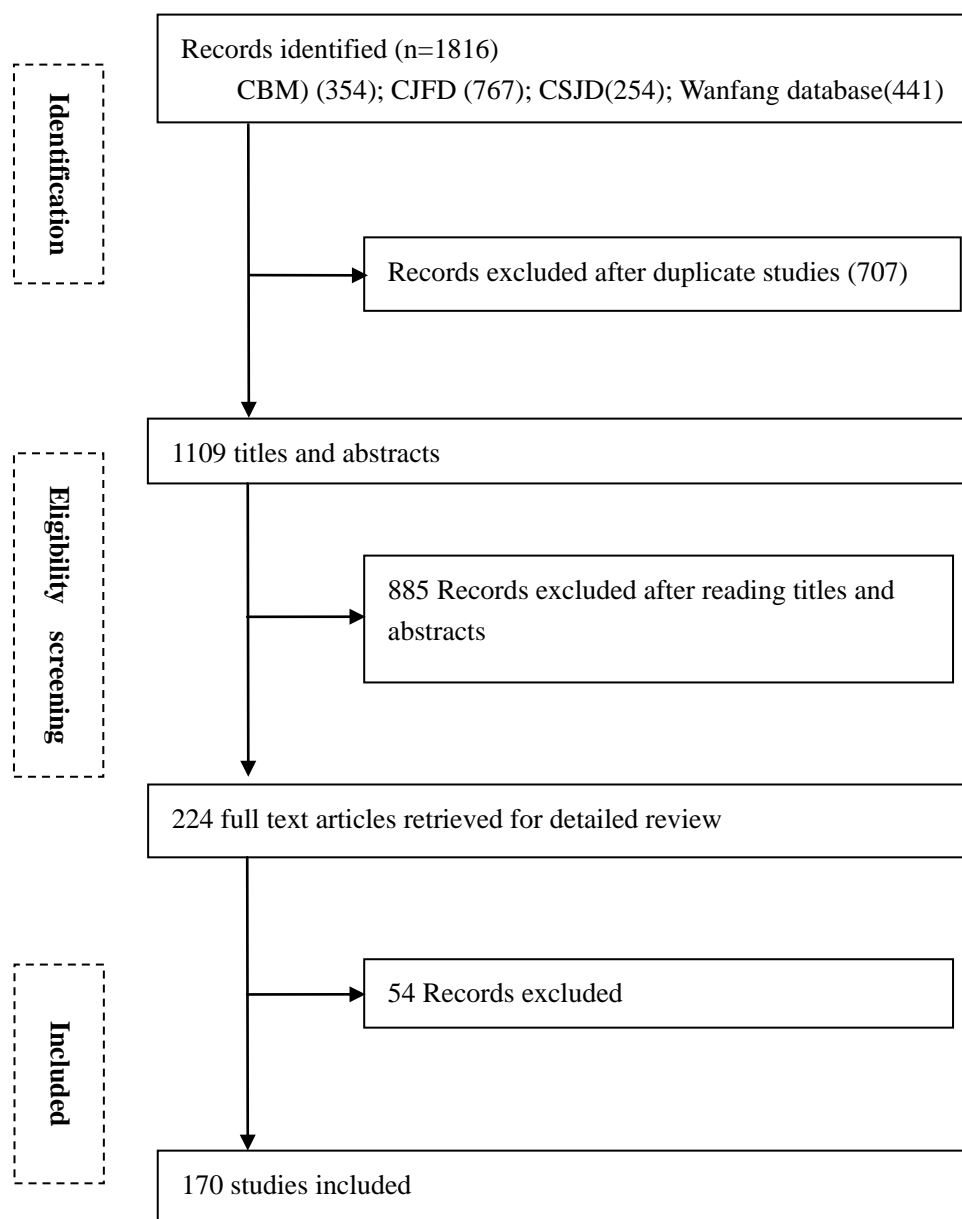 Records identified (n=1816)
CBM) (354); CJFD (767); CSJD(254); Wanfang database(441)
Identification
Records excluded after duplicate studies (707)
1109 titles and abstracts
Eligibility screening
885 Records excluded after reading titles and
abstracts
224 full text articles retrieved for detailed review
54 Records excluded
Included
170 studies included